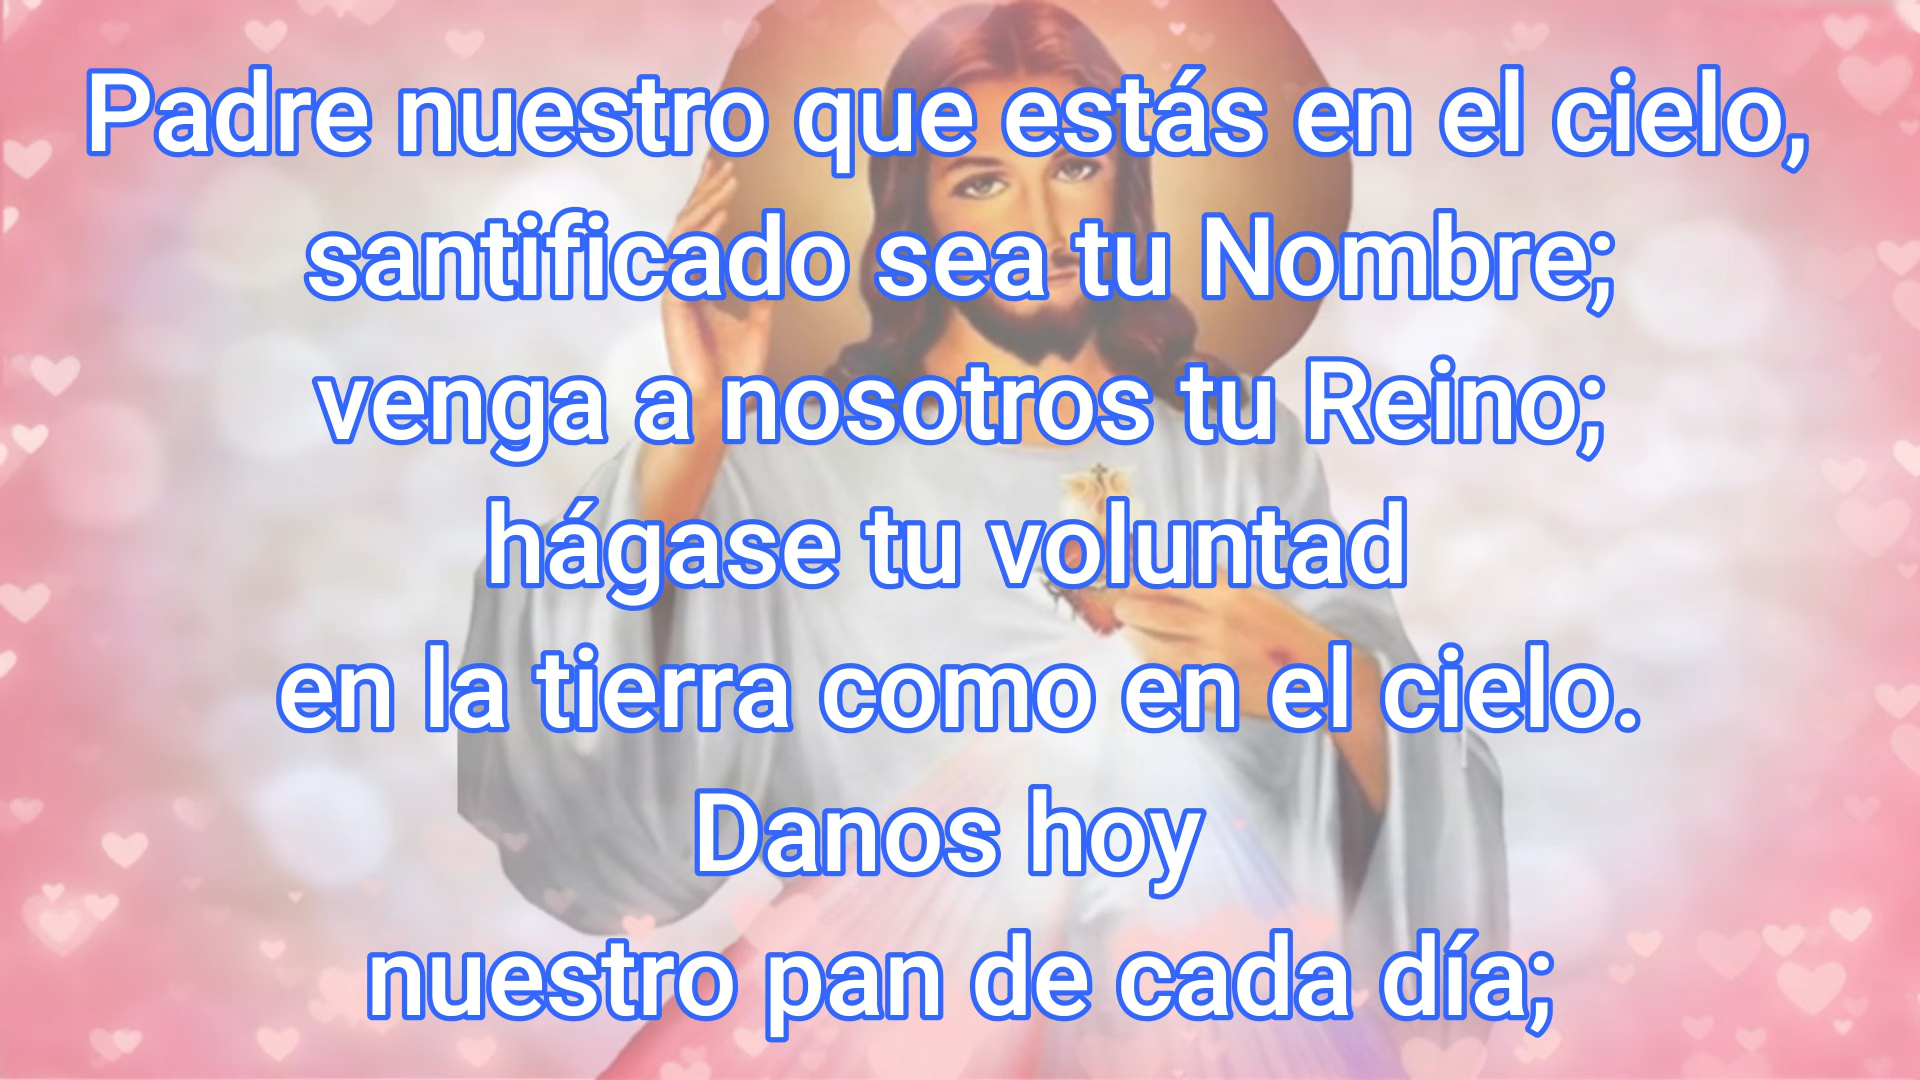 Padre nuestro que estás en el cielo,
santificado sea tu Nombre;
venga a nosotros tu Reino;
hágase tu voluntad
en la tierra como en el cielo.
Danos hoy
nuestro pan de cada día;